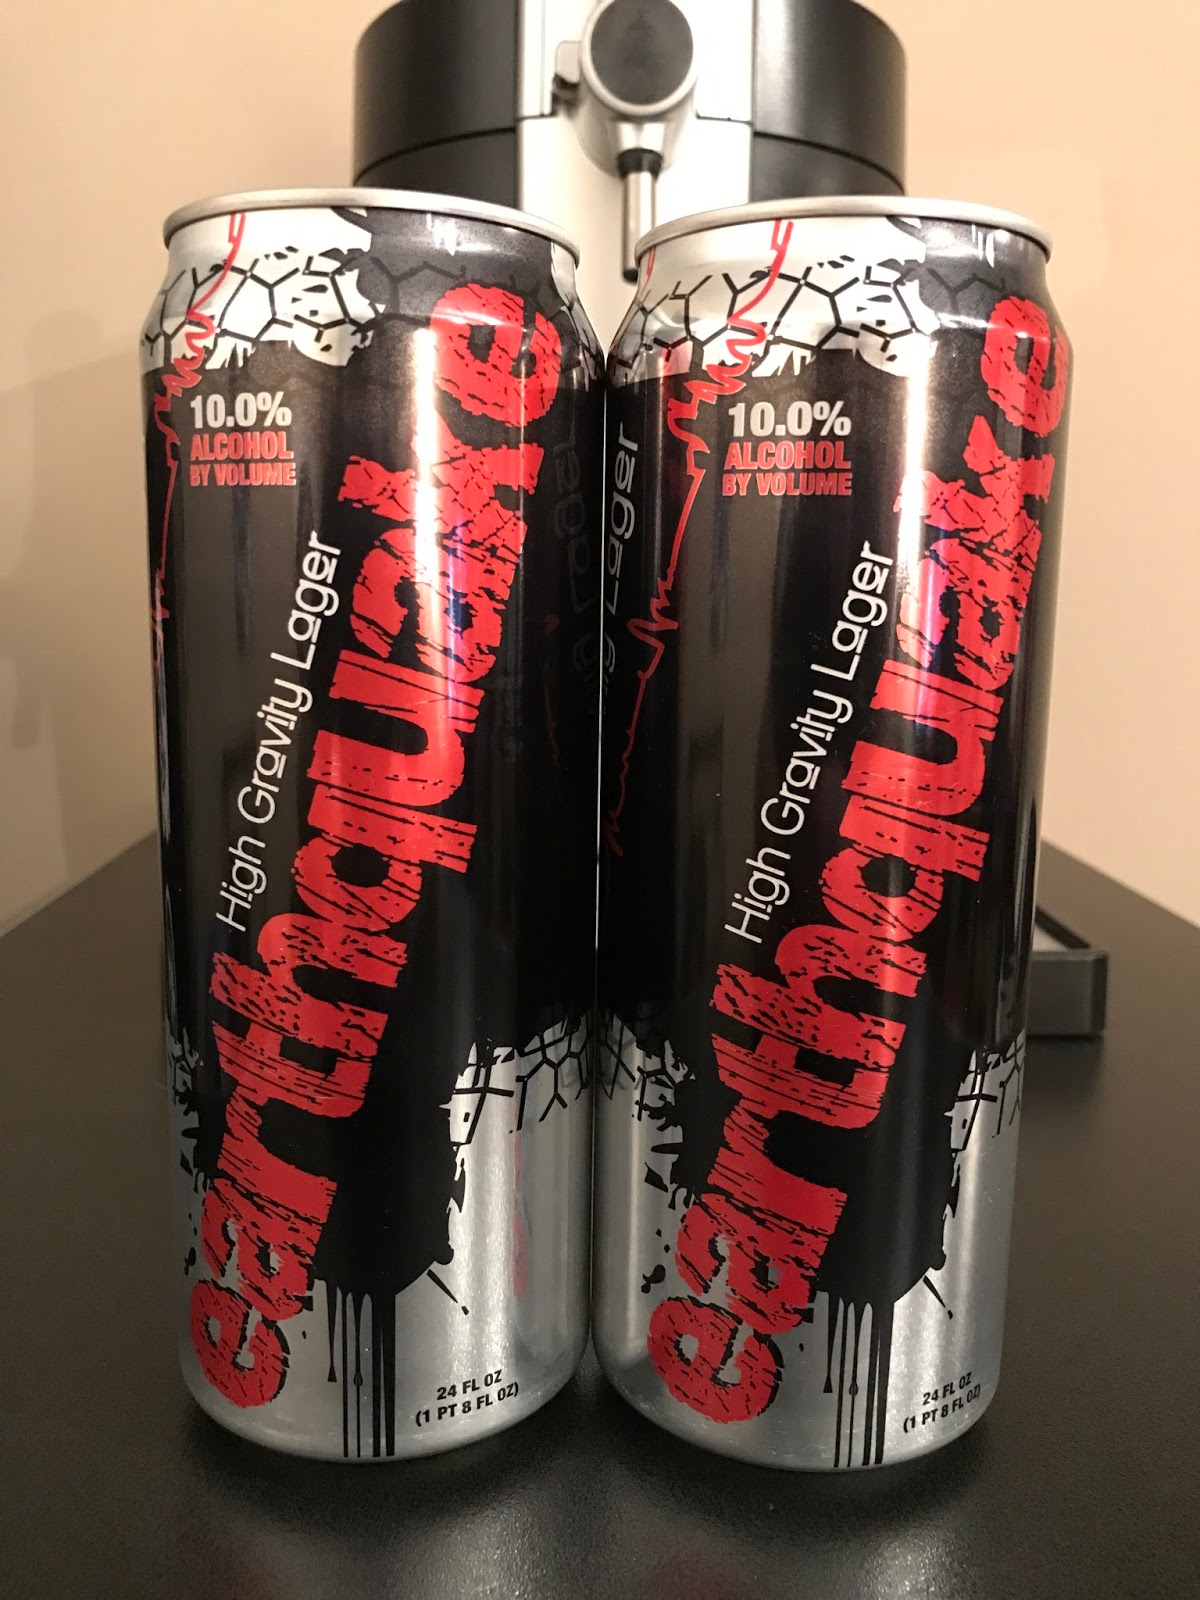 10.0%
ALCOHOL
BY VOLUME
High Gravity Lager
earthquake
24 FL OZ
(1 PT 8 FL OZ)
10.0%
ALCOHOL
BY VOLUME
High Gravity Lager
earthquake
24 FL OZ
(1 PT 8 FL OZ)
Lager